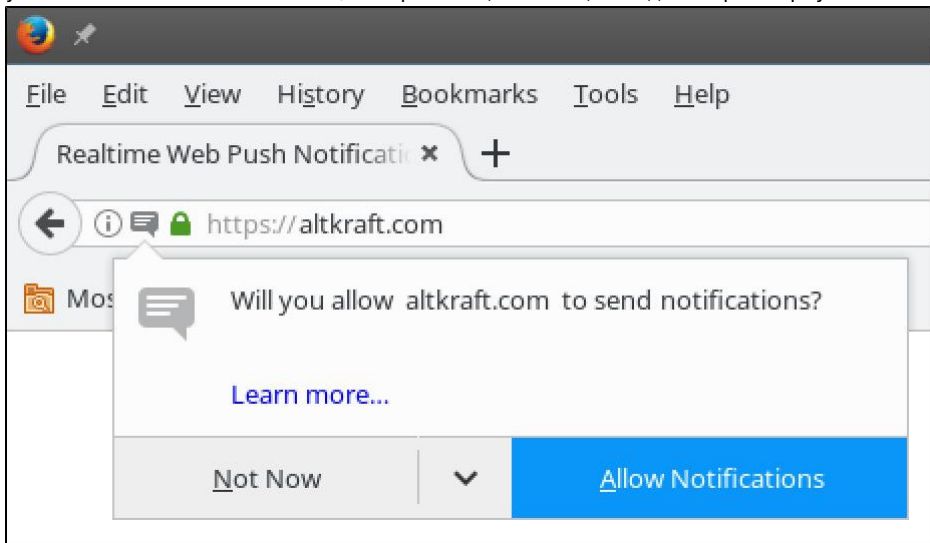 File Edit View History Bookmarks Tools Help
Realtime Web Push Notificati
https://altkraft.com
Mos
Will you allow altkraft.com to send notifications?
Learn more...
Not Now
Allow Notifications